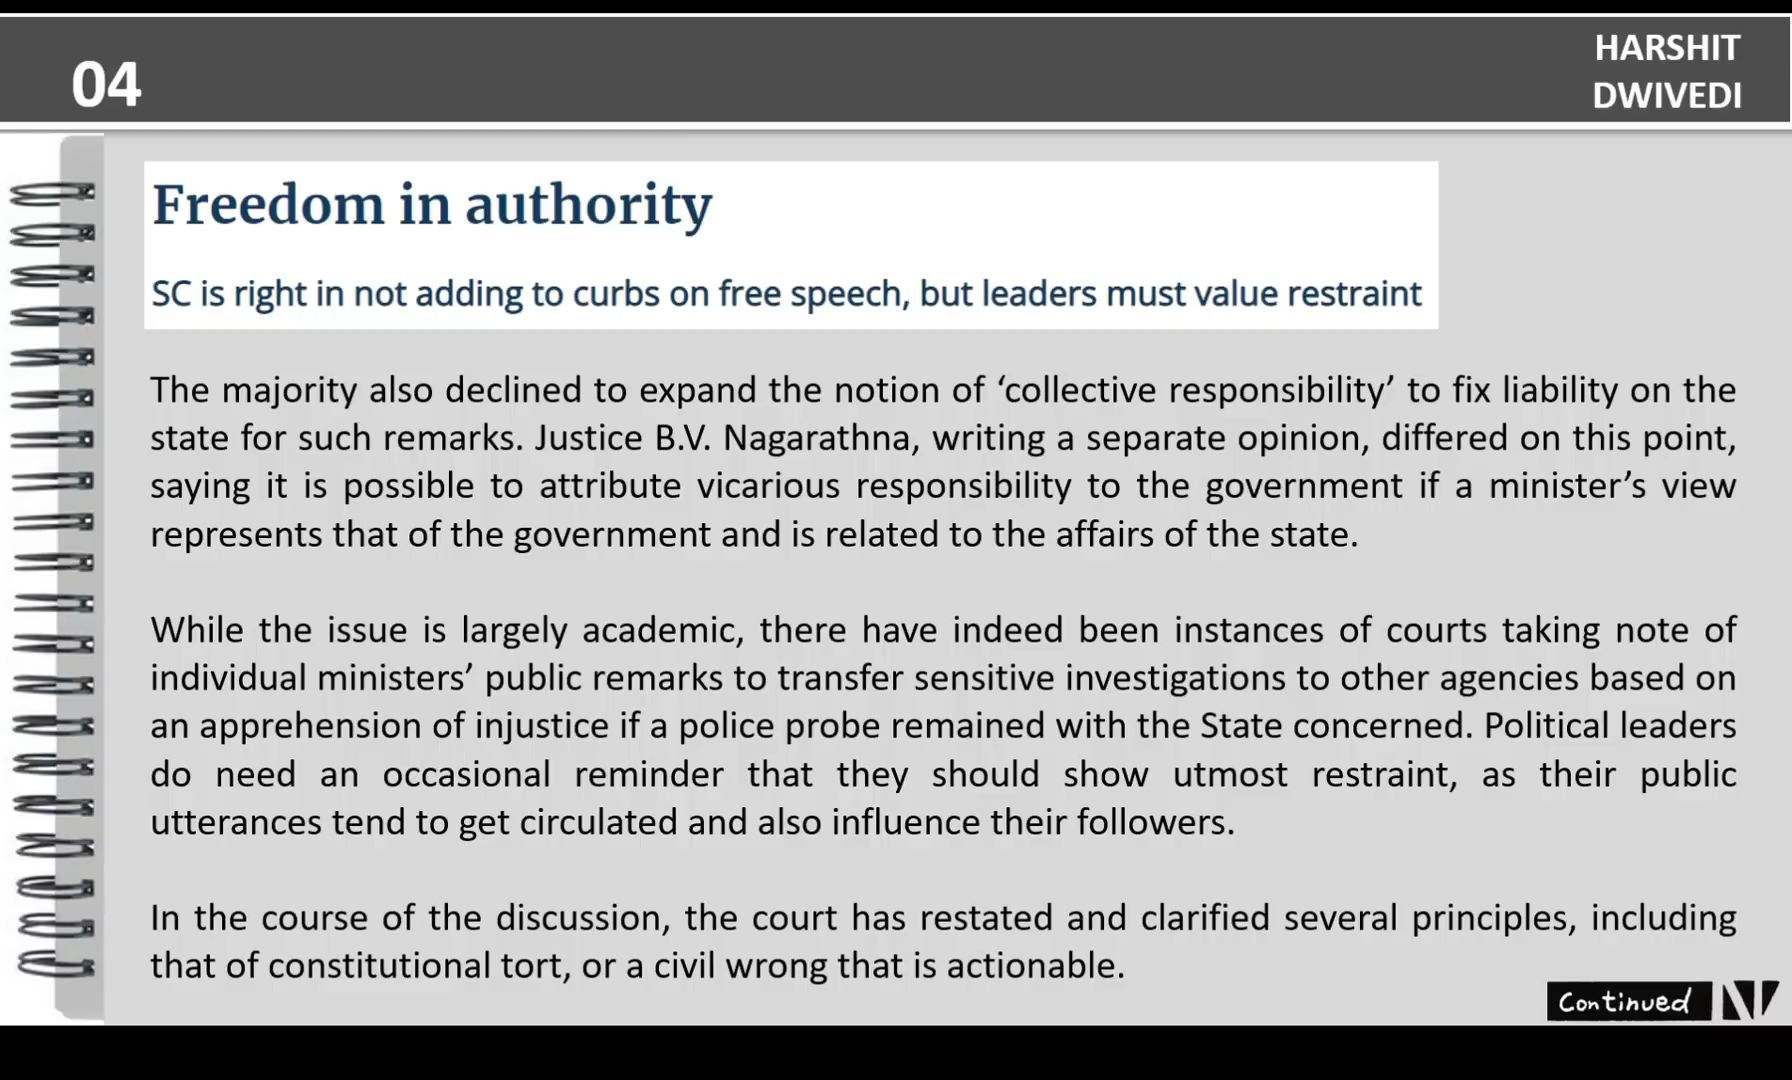 04
HARSHIT
DWIVEDI
Freedom in authority
SC is right in not adding to curbs on free speech, but leaders must value restraint
The majority also declined to expand the notion of ‘collective responsibility’ to fix liability on the
state for such remarks. Justice B.V. Nagarathna, writing a separate opinion, differed on this point,
saying it is possible to attribute vicarious responsibility to the government if a minister’s view
represents that of the government and is related to the affairs of the state.
While the issue is largely academic, there have indeed been instances of courts taking note of
individual ministers’ public remarks to transfer sensitive investigations to other agencies based on
an apprehension of injustice if a police probe remained with the State concerned. Political leaders
do need an occasional reminder that they should show utmost restraint, as their public
utterances tend to get circulated and also influence their followers.
In the course of the discussion, the court has restated and clarified several principles, including
that of constitutional tort, or a civil wrong that is actionable.
Continued